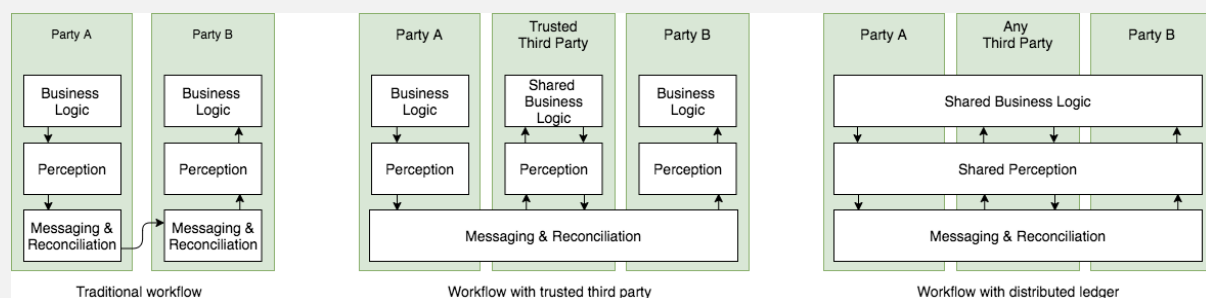 Party A
Party B
Business
Logic
Business
Logic
Perception
Perception
Messaging &
Reconciliation
Messaging &
Reconciliation
Traditional workflow
Party A
Trusted
Third Party
Party B
Business
Logic
Shared
Business
Logic
Business
Logic
Perception
Perception
Perception
Messaging & Reconciliation
Workflow with trusted third party
Party A
Any
Third Party
Party B
Shared Business Logic
Shared Perception
Messaging & Reconciliation
Workflow with distributed ledger